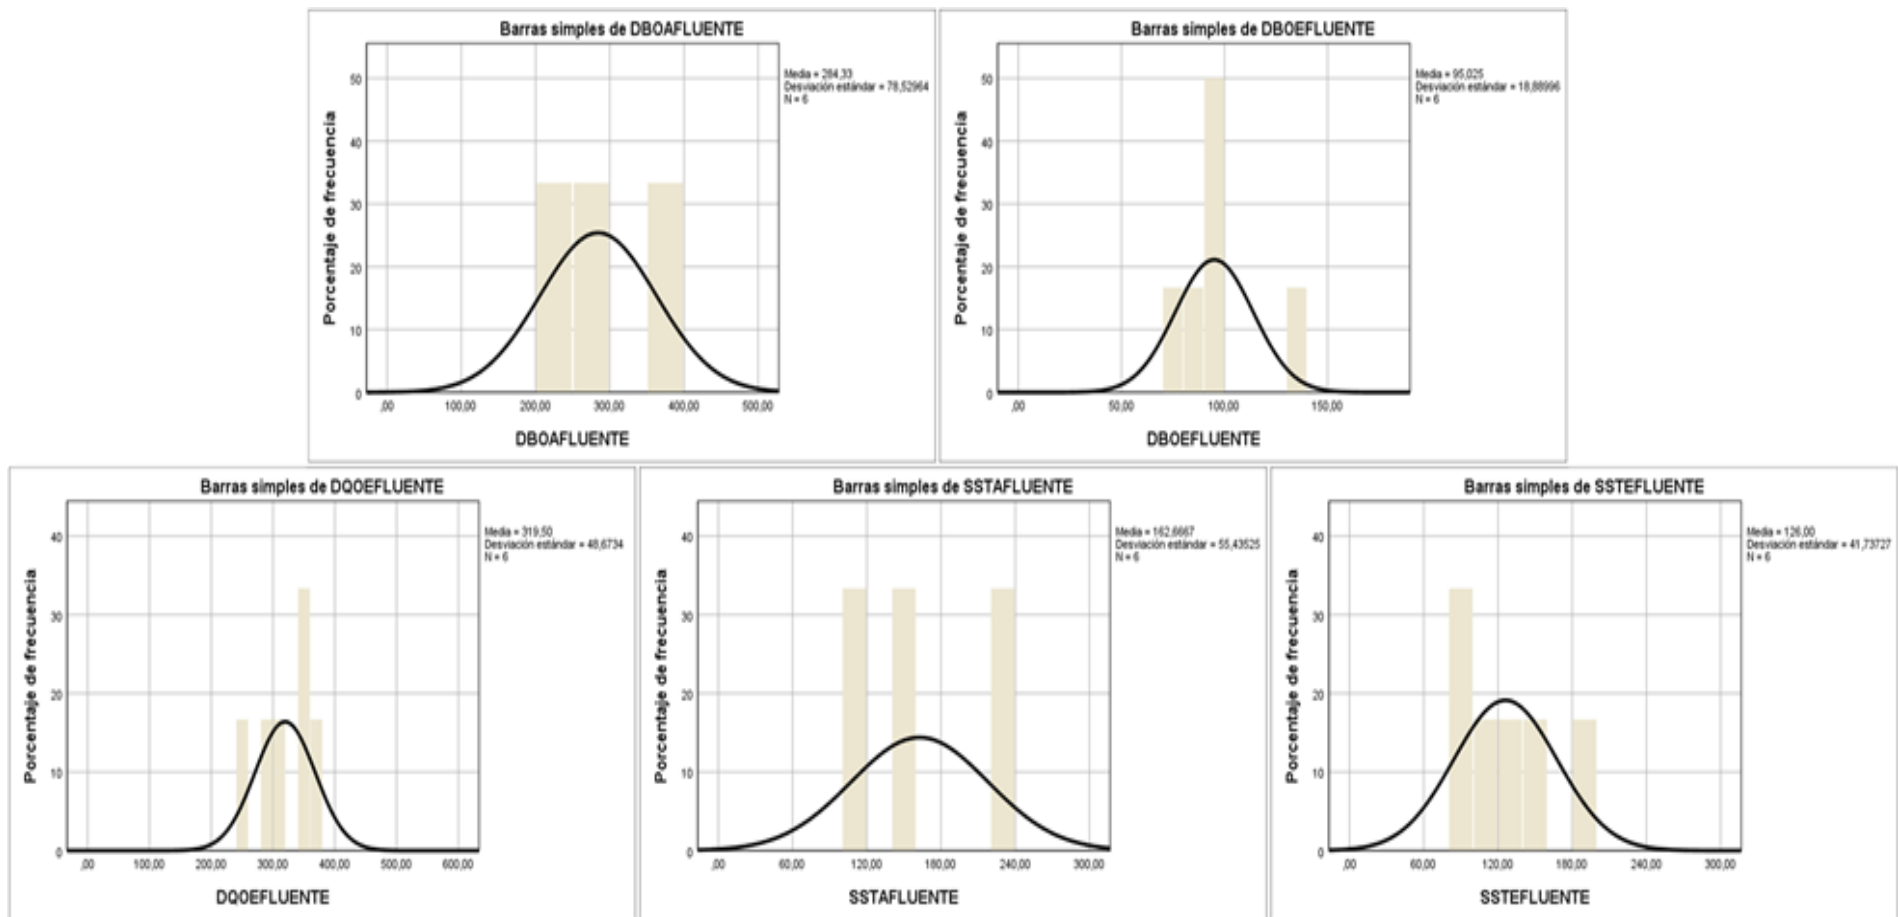 Barras simples de DBOAFLUENTE
Media = 284,33
Desviación estándar = 78,52964
N = 6
Porcentaje de frecuencia
50
40
30
20
10
0
,00 100,00 200,00 300,00 400,00 500,00
DBOAFLUENTE
Barras simples de DBOEFLUENTE
Media = 95,025
Desviación estándar = 18,88996
N = 6
Porcentaje de frecuencia
50
40
30
20
10
0
,00 50,00 100,00 150,00
DBOEFLUENTE
Barras simples de DQOEFLUENTE
Media = 319,50
Desviación estándar = 48,6734
N = 6
Porcentaje de frecuencia
40
30
20
10
0
,00 100,00 200,00 300,00 400,00 500,00 600,00
DQOEFLUENTE
Barras simples de SSTAFLUENTE
Media = 162,6667
Desviación estándar = 55,43525
N = 6
Porcentaje de frecuencia
40
30
20
10
0
,00 60,00 120,00 180,00 240,00 300,00
SSTAFLUENTE
Barras simples de SSTEFLUENTE
Media = 126,00
Desviación estándar = 41,73727
N = 6
Porcentaje de frecuencia
40
30
20
10
0
,00 60,00 120,00 180,00 240,00 300,00
SSTEFLUENTE